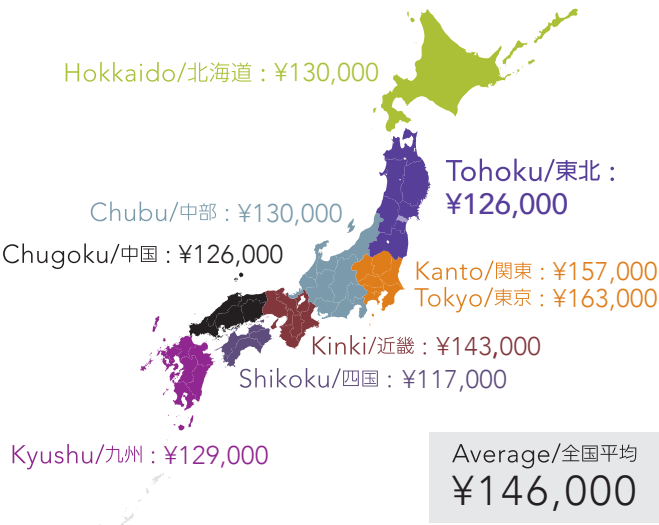 Hokkaido/北海道 : ¥130,000
Tohoku/東北 :
¥126,000
Chubu/中部 : ¥130,000
Chugoku/中国 : ¥126,000
Kanto/関東 : ¥157,000
Tokyo/東京 : ¥163,000
Kinki/近畿 : ¥143,000
Shikoku/四国 : ¥117,000
Kyushu/九州 : ¥129,000
Average/全国平均
¥146,000